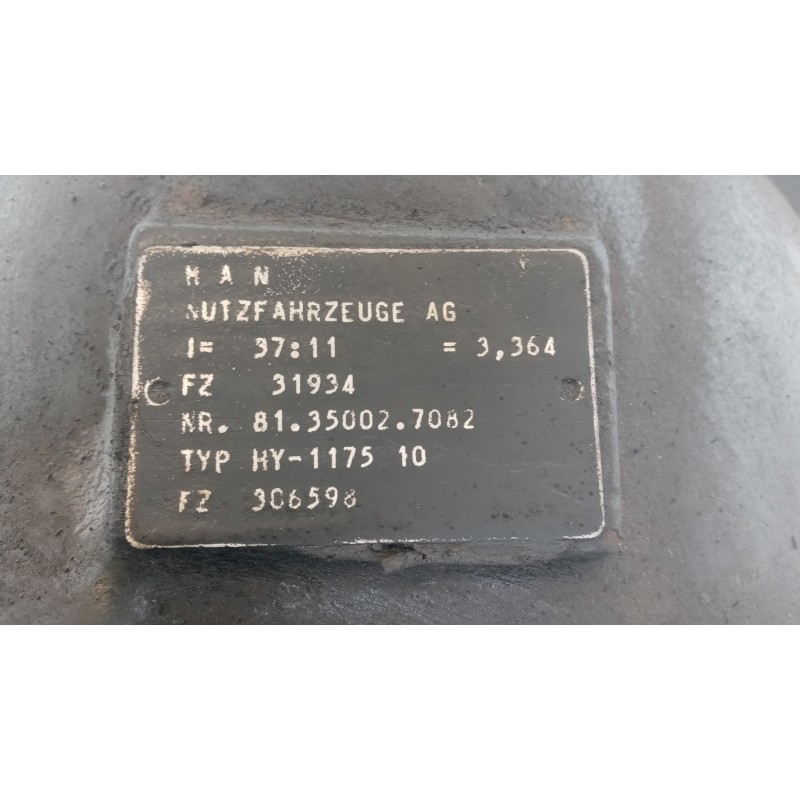 M A N
NUTZFAHRZEUGE AG
I= 37:11 = 3,364
FZ 31934
NR. 81.35002.7082
TYP HY-1175 10
FZ 306598